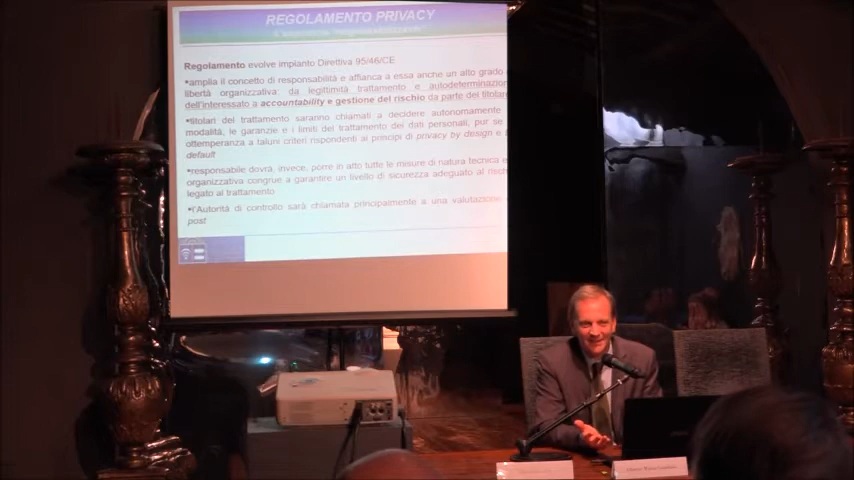 REGOLAMENTO PRIVACY
Regolamento evolve impianto Direttiva 95/46/CE
▪amplia il concetto di responsabilità e affianca a essa anche un alto grado
libertà organizzativa: da legittimità trattamento e autodeterminazione
dell'interessato a accountability e gestione del rischio da parte del titolare
▪titolari del trattamento saranno chiamati a decidere autonomamente
modalità, le garanzie e i limiti del trattamento dei dati personali, pur se
ottemperanza a taluni criteri rispondenti ai principi di privacy by design e
default
▪responsabile dovrà, invece, porre in atto tutte le misure di natura tecnica e
organizzativa congrue a garantire un livello di sicurezza adeguato al
legato al trattamento
▪l'Autorità di controllo sarà chiamata principalmente a una valutazione
post